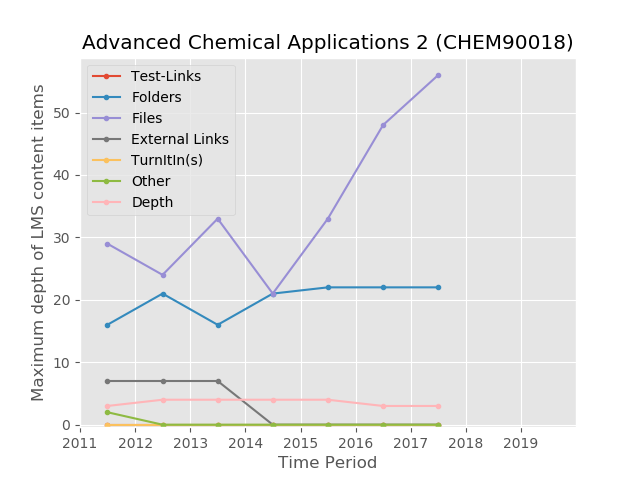 Advanced Chemical Applications 2 (CHEM90018)
Test-Links
Folders
Files
External Links
TurnItIn(s)
Other
Depth
Maximum depth of LMS content items
50
40
30
20
10
0
2011 2012 2013 2014 2015 2016 2017 2018 2019
Time Period